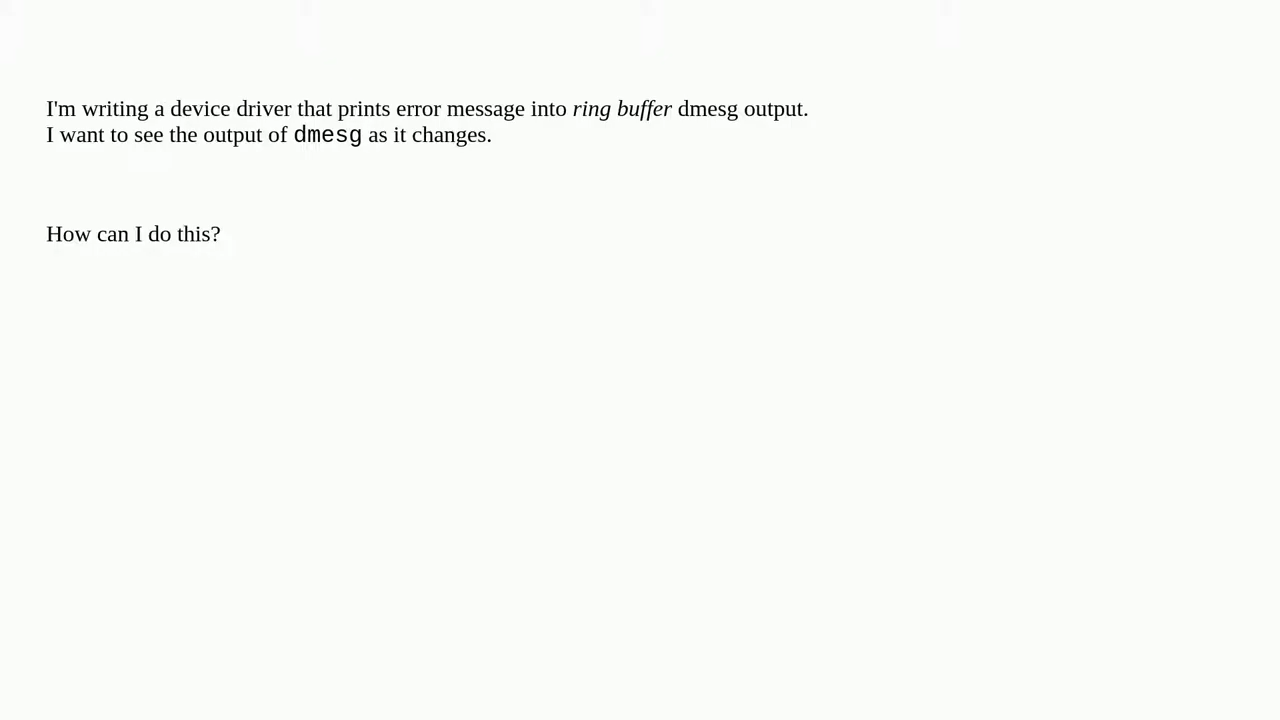 I'm writing a device driver that prints error message into ring buffer dmesg output.
I want to see the output of dmesg as it changes.
How can I do this?